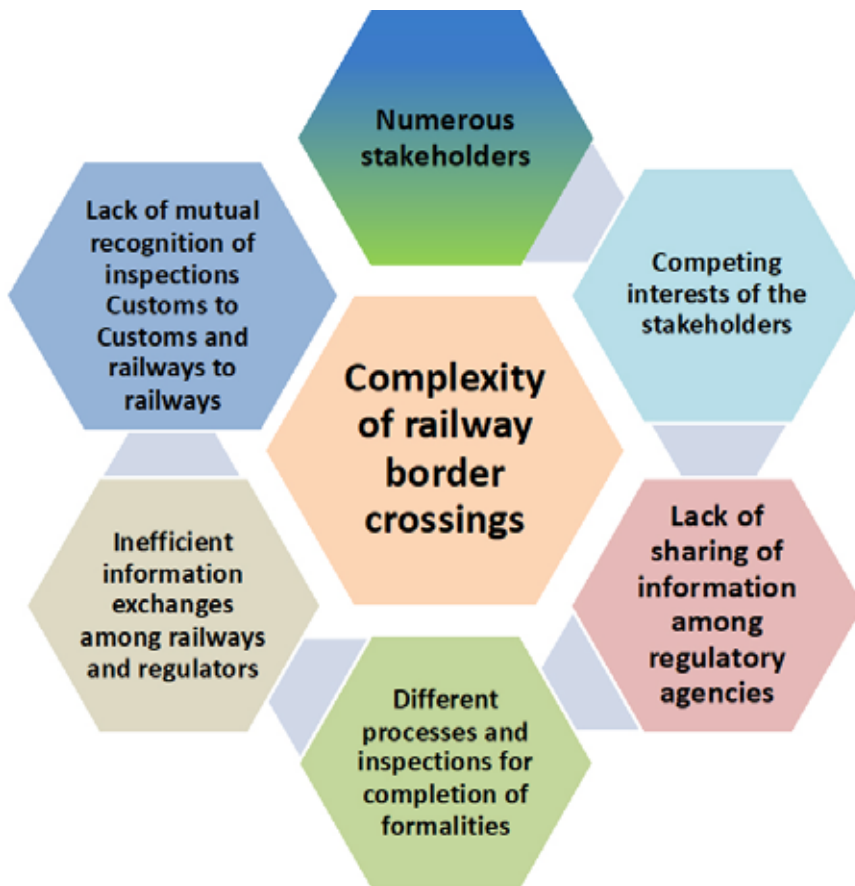 Numerous
stakeholders
Competing
interests of the
stakeholders
Lack of
sharing of
information
among
regulatory
agencies
Different
processes and
inspections for
completion of
formalities
Inefficient
information
exchanges
among railways
and regulators
Lack of mutual
recognition of
inspections
Customs to
Customs and
railways to
railways
Complexity
of railway
border
crossings